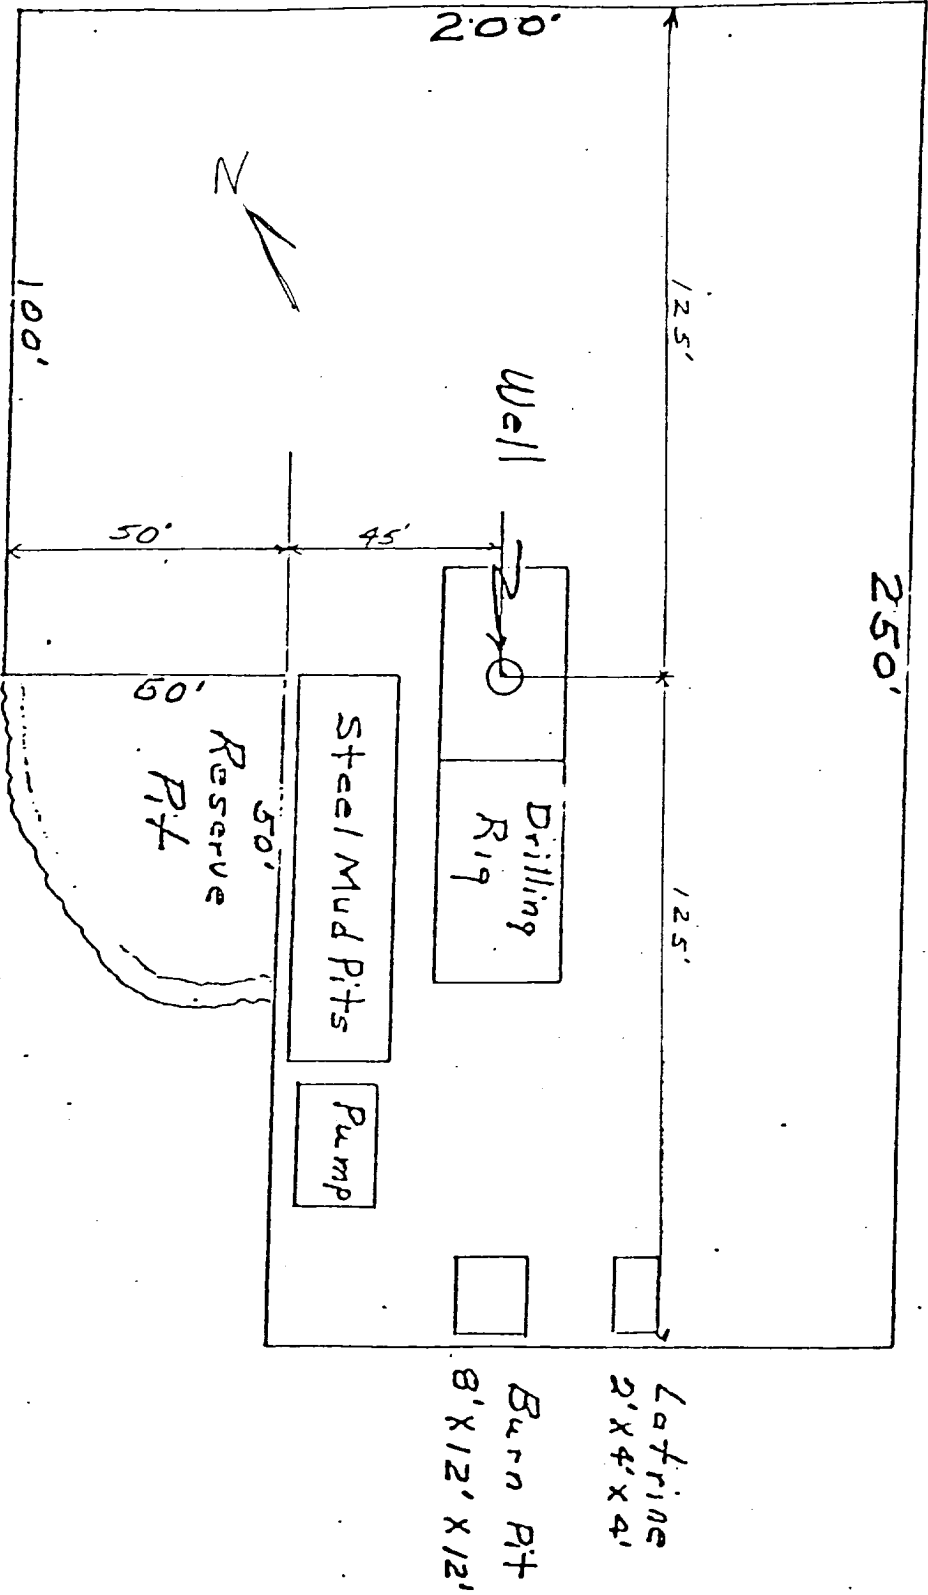 200'
N
125'
100'
Well
250'
50'
45'
60'
50'
Reserve
Pit
Steel Mud Pits
Drilling
Rig
125'
Pump
Latrine
2'X4'X4'
Burn Pit
8'X12'X12'